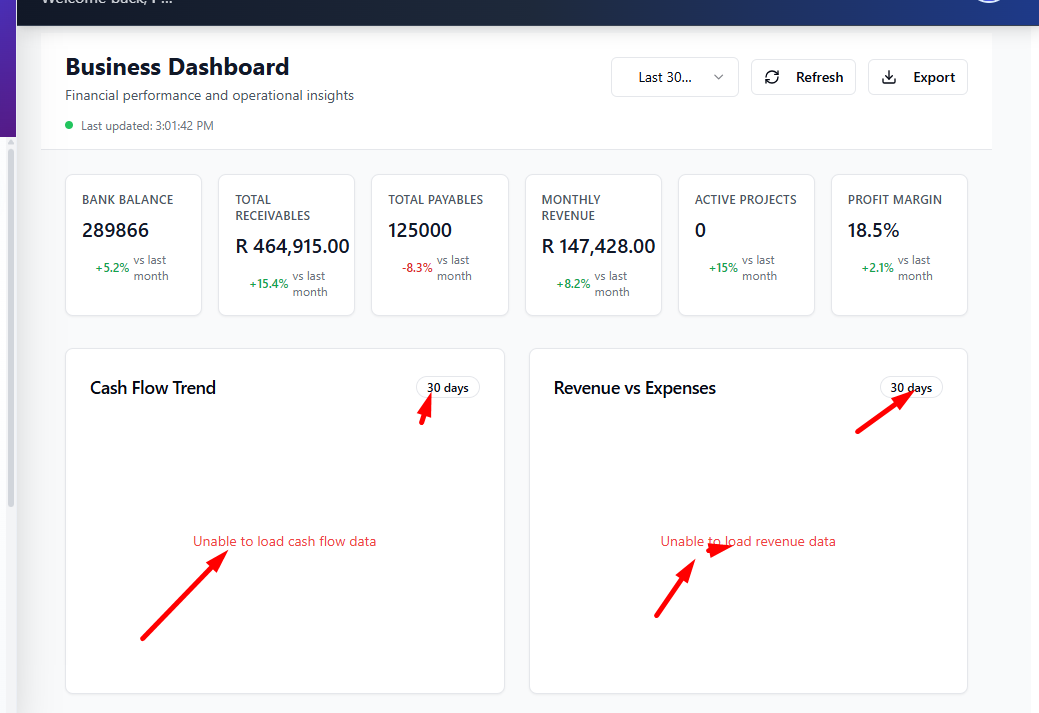 Welcome back,
Business Dashboard
Financial performance and operational insights
Last updated: 3:01:42 PM
Last 30...
Refresh
Export
BANK BALANCE
289866
+5.2%
vs last
month
TOTAL
RECEIVABLES
R 464,915.00
+15.4%
vs last
month
TOTAL PAYABLES
125000
-8.3%
vs last
month
MONTHLY
REVENUE
R 147,428.00
+8.2%
vs last
month
ACTIVE PROJECTS
0
+15%
vs last
month
PROFIT MARGIN
18.5%
+2.1%
vs last
month
Cash Flow Trend
30 days
Unable to load cash flow data
Revenue vs Expenses
30 days
Unable to load revenue data